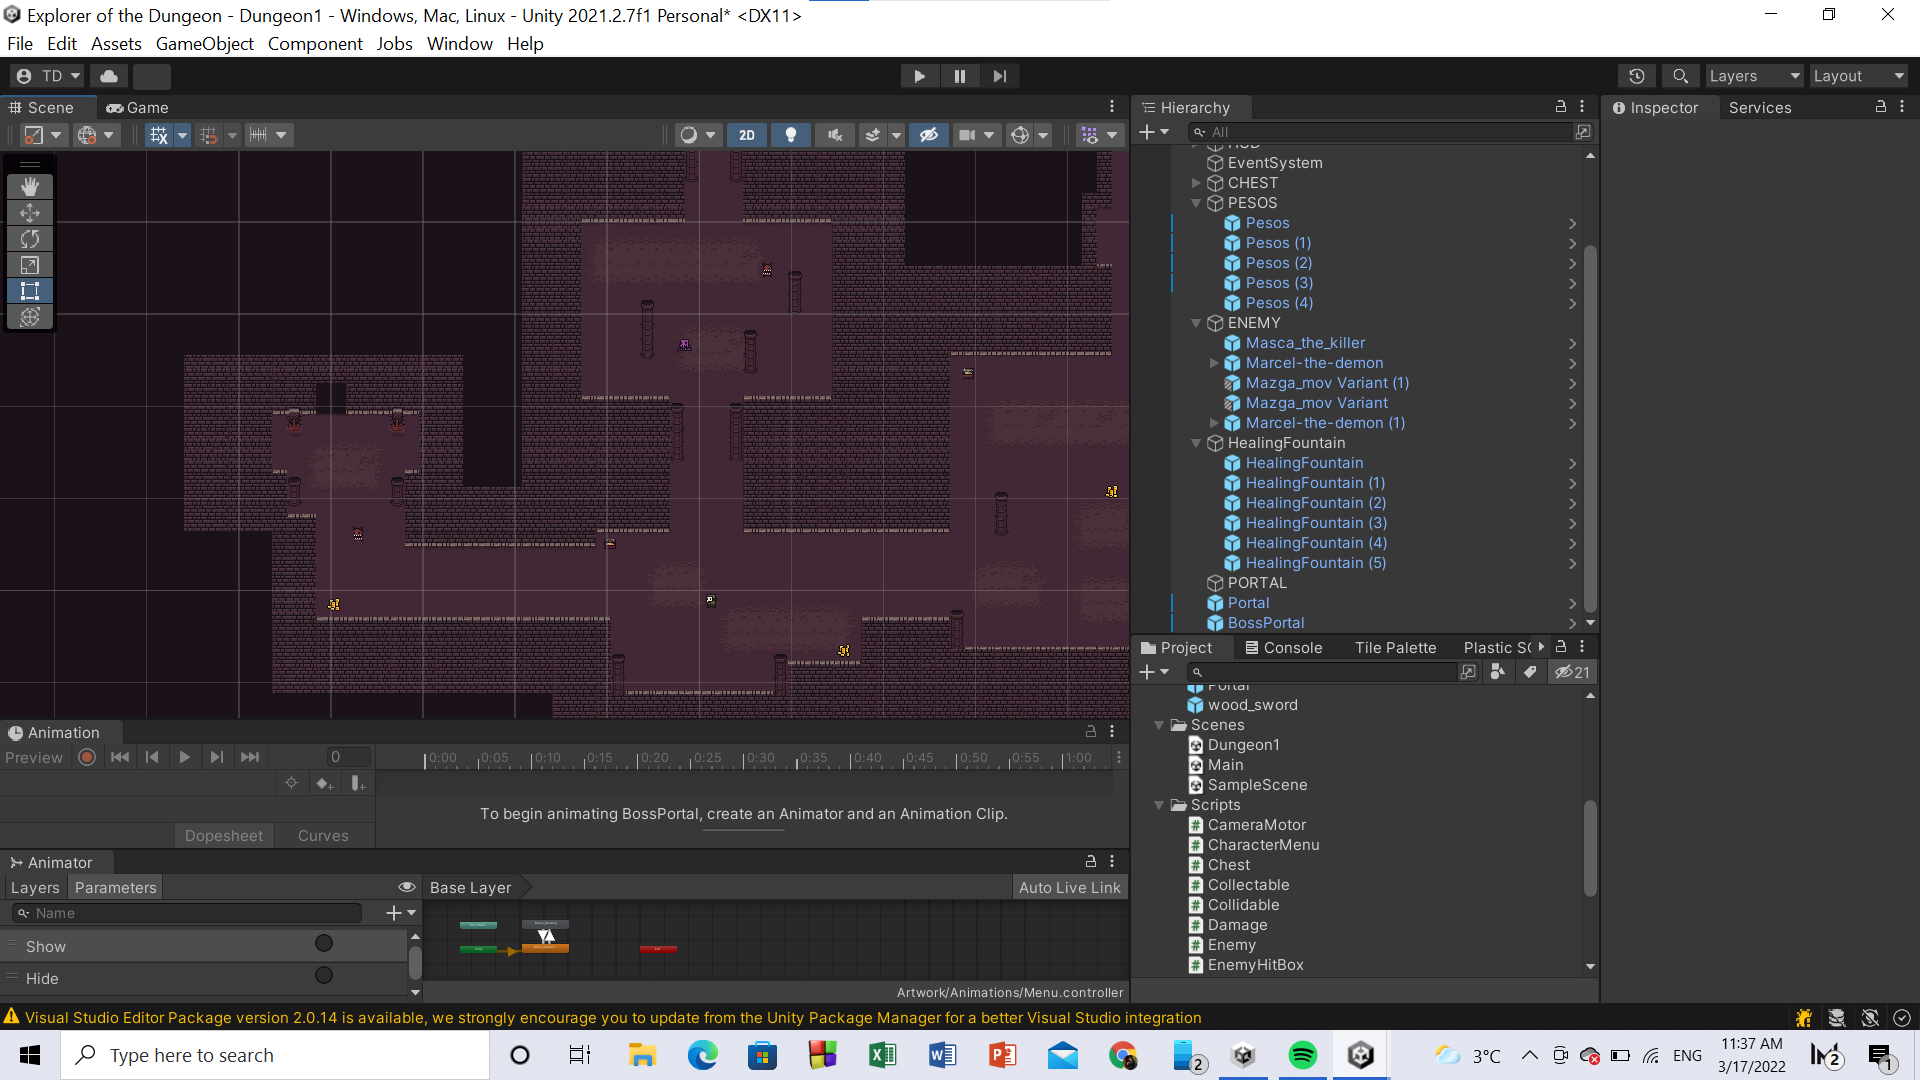 Explorer of the Dungeon - Dungeon1 - Windows, Mac, Linux - Unity 2021.2.7f1 Personal* <DX11>
File Edit Assets GameObject Component Jobs Window Help
TD
Layers
Layout
Scene
Game
2D
Hierarchy
All
EventSystem
CHEST
PESOS
Pesos
Pesos (1)
Pesos (2)
Pesos (3)
Pesos (4)
ENEMY
Masca_the_killer
Marcel-the-demon
Mazga_mov Variant (1)
Mazga_mov Variant
Marcel-the-demon (1)
HealingFountain
HealingFountain
HealingFountain (1)
HealingFountain (2)
HealingFountain (3)
HealingFountain (4)
HealingFountain (5)
PORTAL
Portal
BossPortal
Inspector
Services
Project
Console
Tile Palette
Plastic SC
21
Portal
wood_sword
Scenes
Dungeon1
Main
SampleScene
Scripts
CameraMotor
CharacterMenu
Chest
Collectable
Collidable
Damage
Enemy
EnemyHitBox
Animation
Preview
0
0:00 0:05 0:10 0:15 0:20 0:25 0:30 0:35 0:40 0:45 0:50 0:55 1:00
To begin animating BossPortal, create an Animator and an Animation Clip.
Dopesheet
Curves
Animator
Layers
Parameters
Base Layer
Auto Live Link
Name
Show
Hide
Artwork/Animations/Menu.controller
Visual Studio Editor Package version 2.0.14 is available, we strongly encourage you to update from the Unity Package Manager for a better Visual Studio integration
Type here to search
2
3°C
ENG
11:37 AM
3/17/2022
2
1